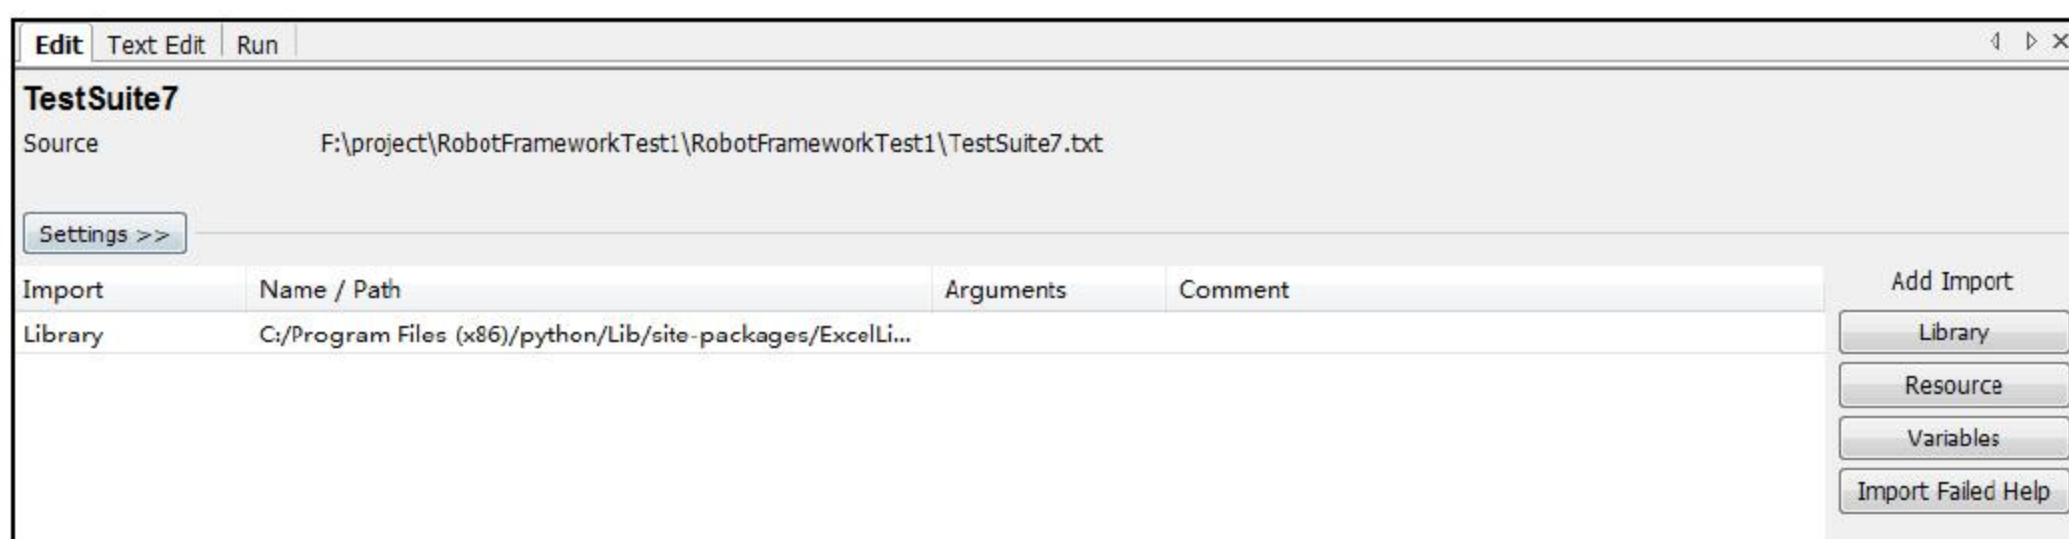 Edit Text Edit Run
TestSuite7
Source F:\project\RobotFrameworkTest1\RobotFrameworkTest1\TestSuite7.txt
Settings >>
Import Name / Path Arguments Comment Add Import
Library C:/Program Files (x86)/python/Lib/site-packages/ExcelLi... Library
Resource
Variables
Import Failed Help